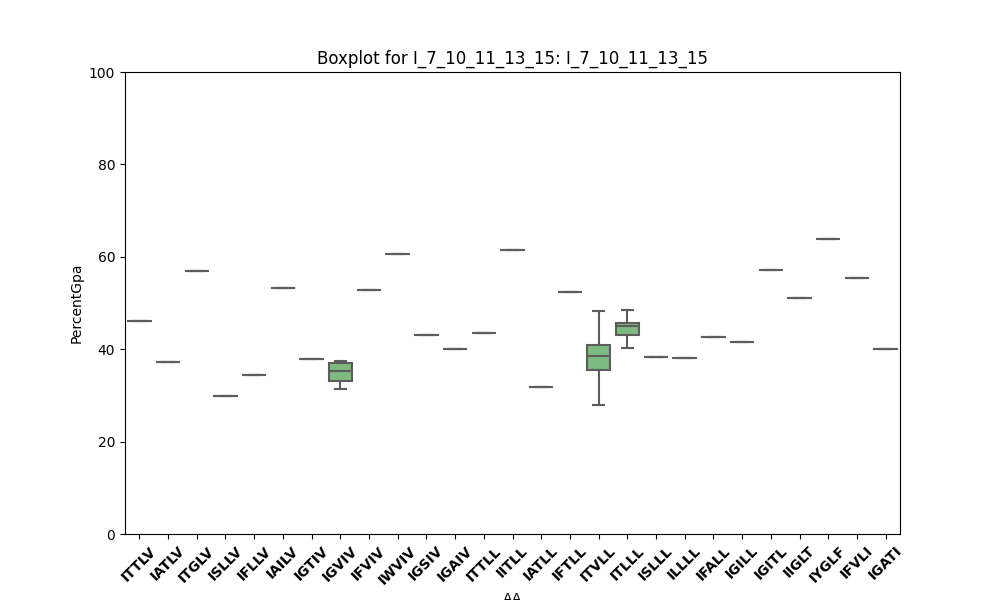 Boxplot for I_7_10_11_13_15: I_7_10_11_13_15
100
80
60
40
20
0
PercentGpa
ITTLV
IATLV
ITGLV
ISLLV
IFLLV
IAILV
IGTIV
IGVIV
IFVIV
IWVIV
IGSIV
IGAIV
ITTLL
IITLL
IATLL
IFTLL
ITVLL
ITLLL
ISLLL
ILLLL
IFALL
IGILL
IGITL
IIGLT
IYGLF
IFVLI
IGATI
AA